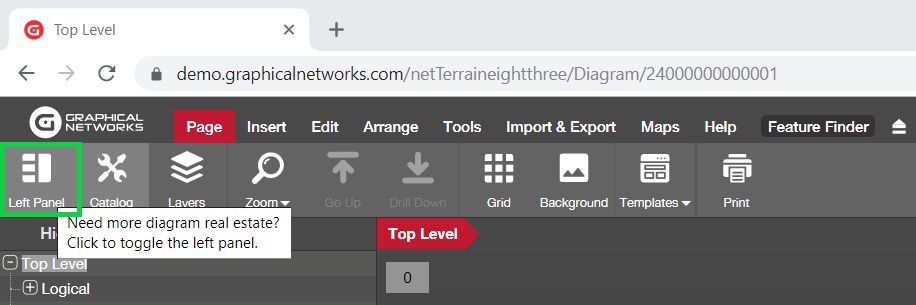 Top Level
demo.graphicalnetworks.com/netTerraineightthree/Diagram/24000000000001
GRAPHICAL
NETWORKS
Page Insert Edit Arrange Tools Import & Export Maps Help Feature Finder
Left Panel Catalog Layers Zoom Go Up Drill Down Grid Background Templates Print
Need more diagram real estate?
Click to toggle the left panel.
Hi
Top Level
Top Level
0
Logical